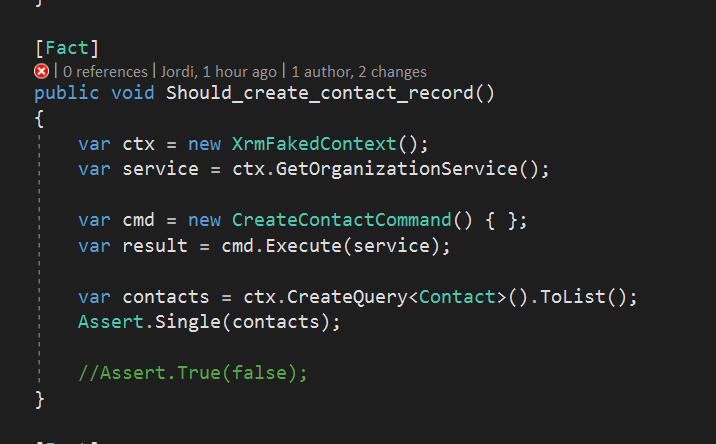 }
[Fact]
| 0 references | Jordi, 1 hour ago | 1 author, 2 changes
public void Should_create_contact_record()
{
var ctx = new XrmFakedContext();
var service = ctx.GetOrganizationService();
var cmd = new CreateContactCommand() { };
var result = cmd.Execute(service);
var contacts = ctx.CreateQuery<Contact>().ToList();
Assert.Single(contacts);
//Assert.True(false);
}